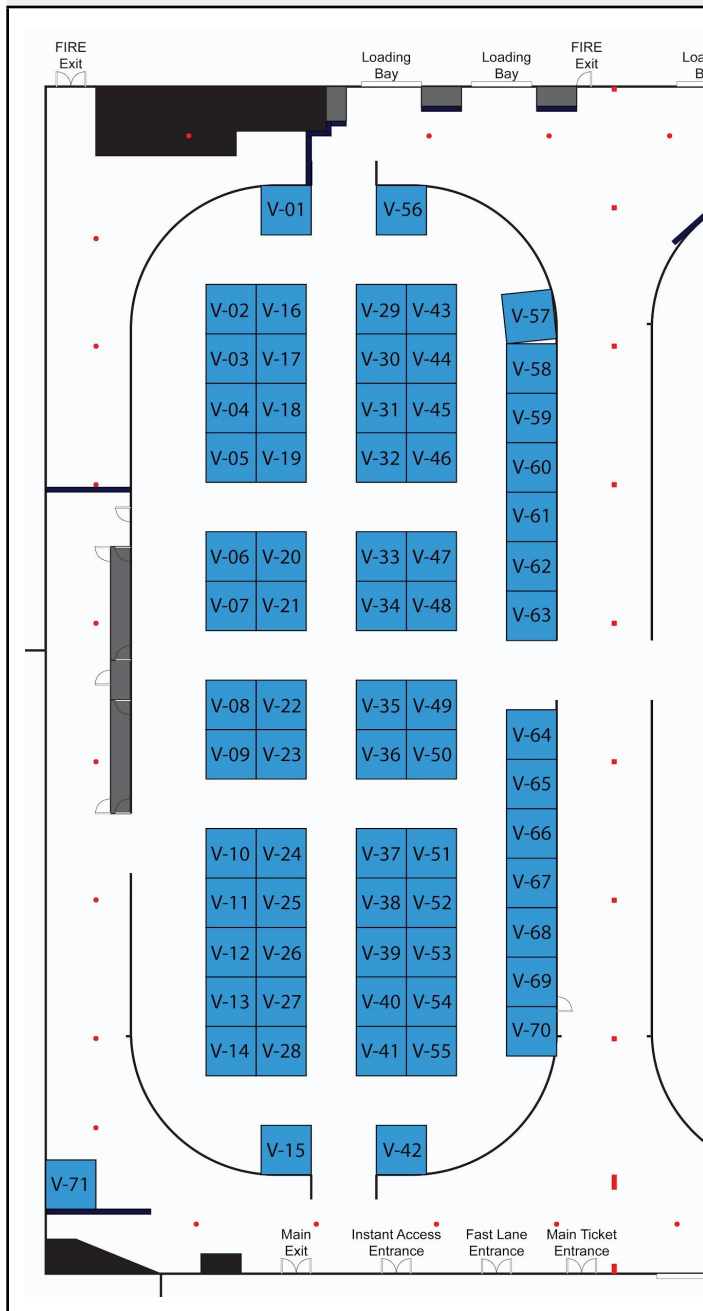 FIRE
Exit
Loading
Bay
Loading
Bay
FIRE
Exit
V-01
V-56
V-02 V-16 V-29 V-43 V-57
V-03 V-17 V-30 V-44 V-58
V-04 V-18 V-31 V-45 V-59
V-05 V-19 V-32 V-46 V-60
V-61
V-06 V-20 V-33 V-47 V-62
V-07 V-21 V-34 V-48 V-63
V-08 V-22 V-35 V-49 V-64
V-09 V-23 V-36 V-50 V-65
V-66
V-10 V-24 V-37 V-51 V-67
V-11 V-25 V-38 V-52 V-68
V-12 V-26 V-39 V-53 V-69
V-13 V-27 V-40 V-54 V-70
V-14 V-28 V-41 V-55
V-15 V-42
V-71
Main
Exit
Instant Access
Entrance
Fast Lane
Entrance
Main Ticket
Entrance